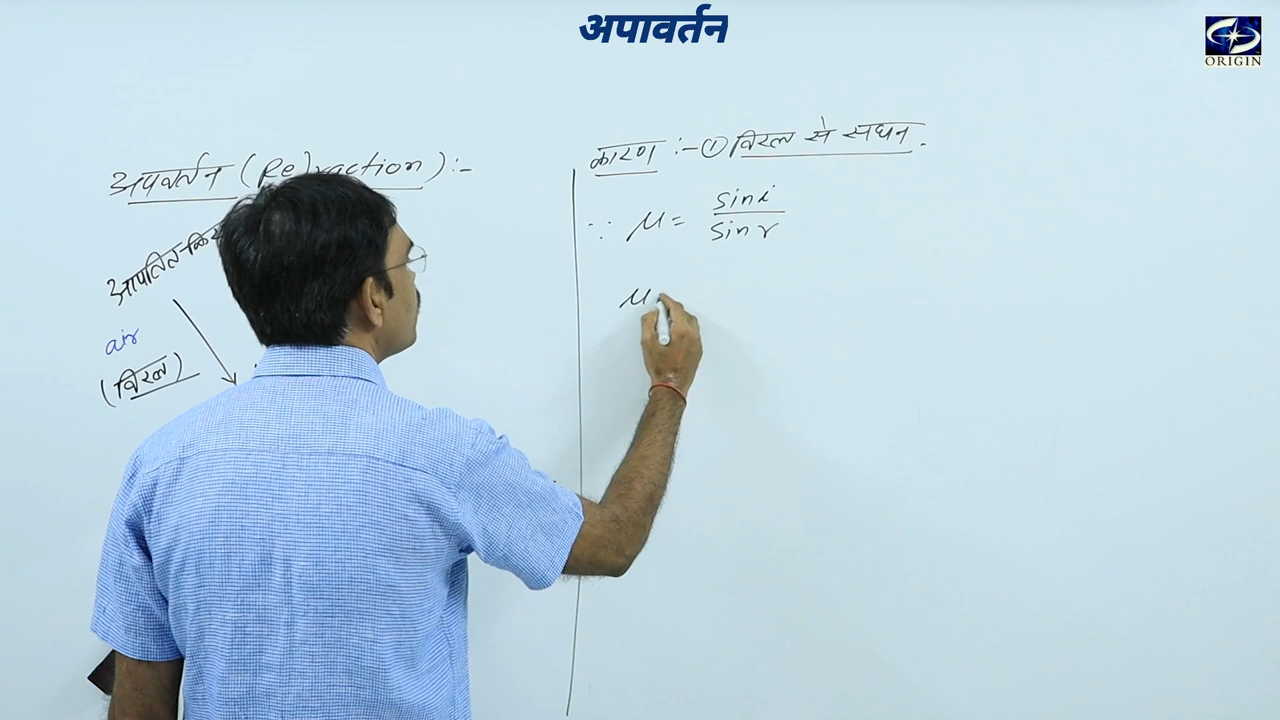 अपावर्तन
ORIGIN
अपवर्तन (Refraction):-
आपतित-किर
air
(विरल)
कारण :- ① विरल से सघन.
∵ μ = sin i / sin r
μ